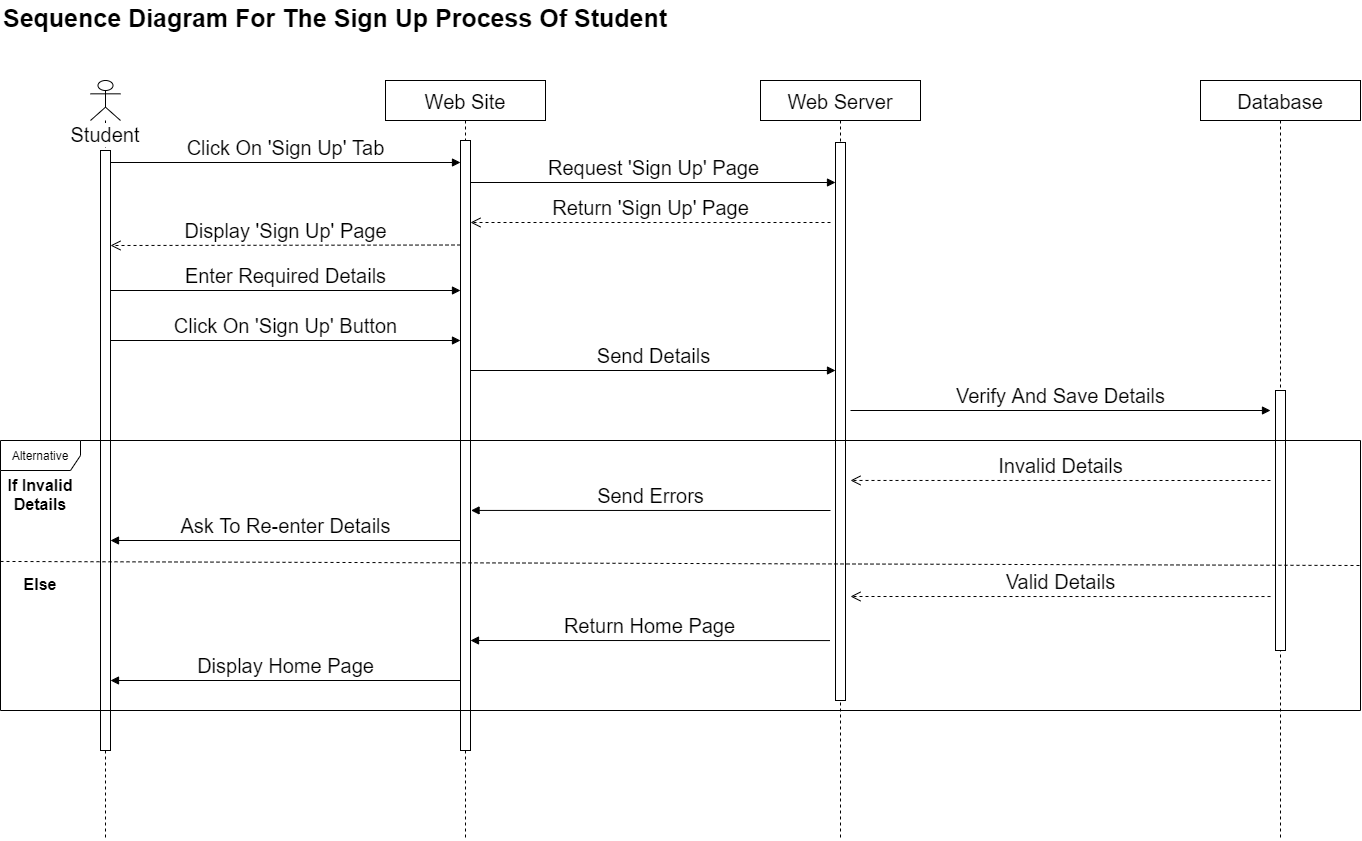 Sequence Diagram For The Sign Up Process Of Student
Student
Web Site
Web Server
Database
Click On 'Sign Up' Tab
Request 'Sign Up' Page
Return 'Sign Up' Page
Display 'Sign Up' Page
Enter Required Details
Click On 'Sign Up' Button
Send Details
Verify And Save Details
Alternative
If Invalid
Details
Invalid Details
Send Errors
Ask To Re-enter Details
Else
Valid Details
Return Home Page
Display Home Page